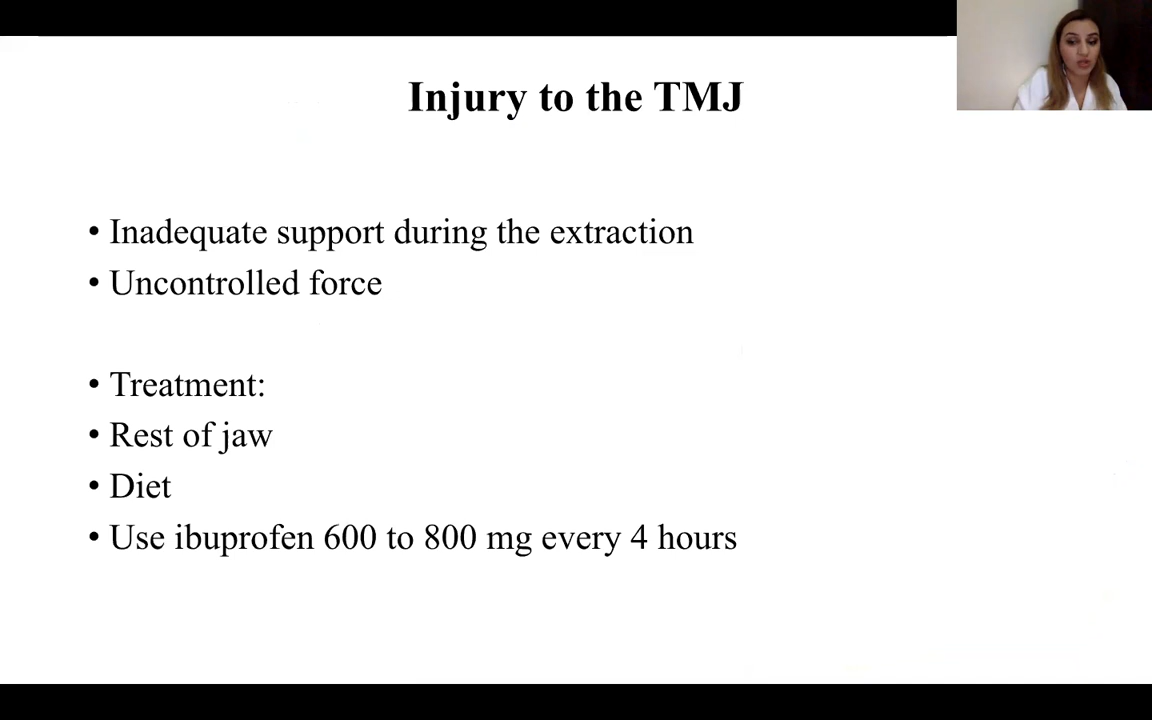 Injury to the TMJ
• Inadequate support during the extraction
• Uncontrolled force
• Treatment:
• Rest of jaw
• Diet
• Use ibuprofen 600 to 800 mg every 4 hours